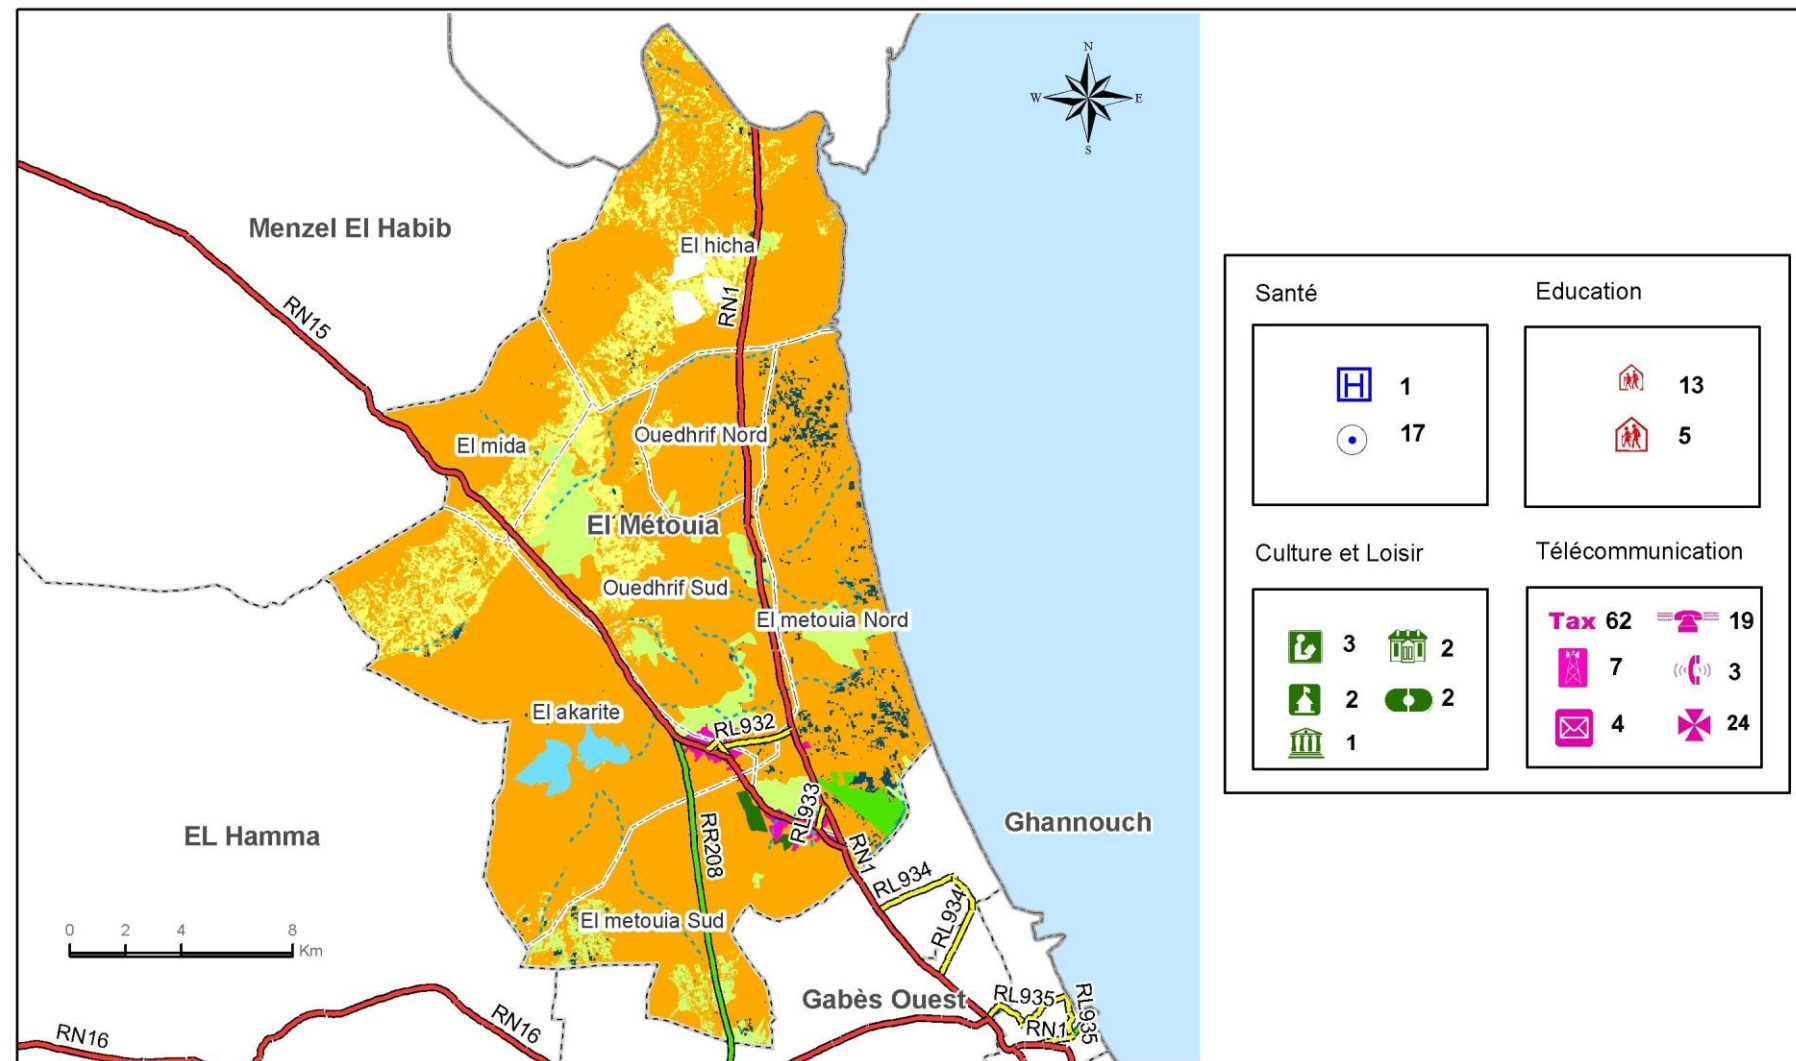 N
W
E
S
Menzel El Habib
El hicha
RN1
RN15
El mida
Ouedhrif Nord
El Métouia
Ouedhrif Sud
El metouia Nord
El akarite
RL932
RL933
RR208
RN1
EL Hamma
Ghannouch
RL934
RL934
El metouia Sud
0 2 4 8
Km
Gabès Ouest
RL935
RL935
RN1
RN16
RN16
Santé
H 1
17
Education
13
5
Culture et Loisir
3 2
2 2
1
Télécommunication
Tax 62 19
7 3
4 24